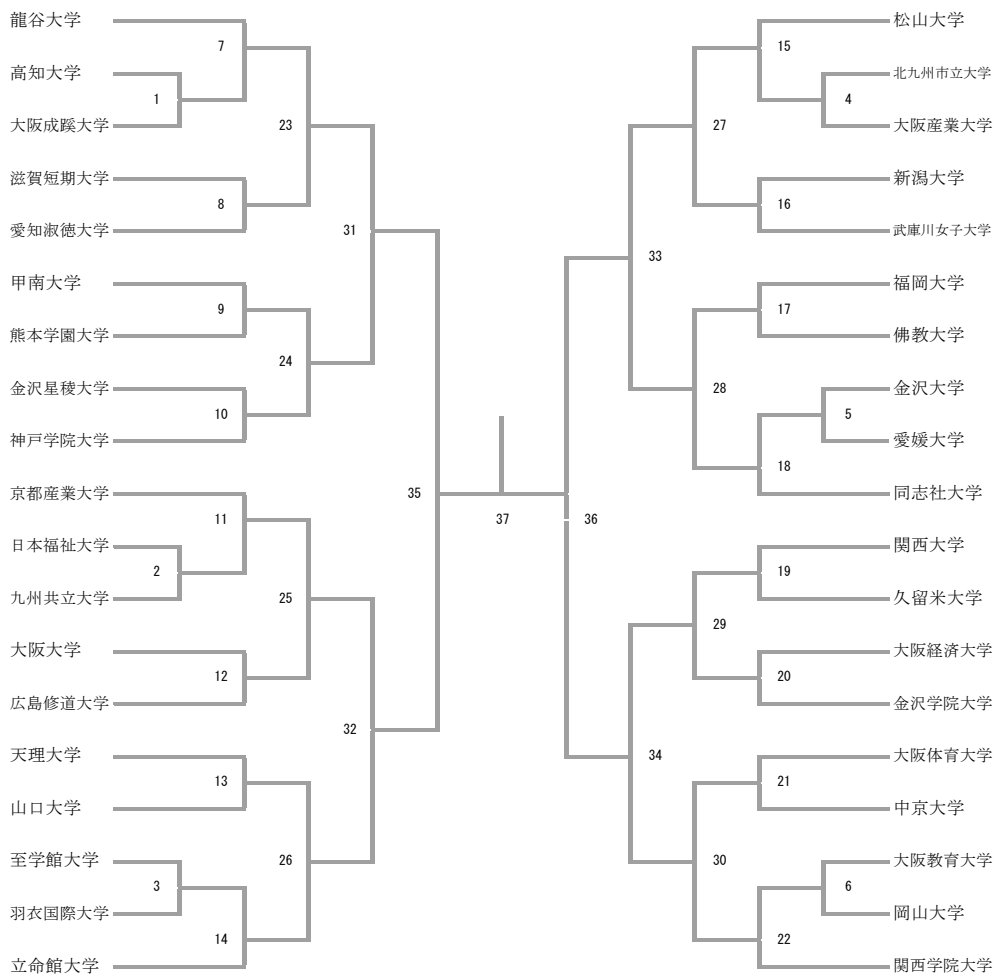 龍谷大学
7
高知大学
1
大阪成蹊大学
23
滋賀短期大学
8
愛知淑徳大学
31
甲南大学
9
熊本学園大学
24
金沢星稜大学
10
神戸学院大学
京都産業大学
35
11
日本福祉大学
2
九州共立大学
25
大阪大学
12
広島修道大学
32
天理大学
13
山口大学
至学館大学
26
3
羽衣国際大学
14
立命館大学
37
松山大学
15
北九州市立大学
4
大阪産業大学
27
新潟大学
16
武庫川女子大学
33
福岡大学
17
佛教大学
金沢大学
28
5
愛媛大学
18
同志社大学
36
関西大学
19
久留米大学
29
大阪経済大学
20
金沢学院大学
大阪体育大学
34
21
中京大学
大阪教育大学
30
6
岡山大学
22
関西学院大学